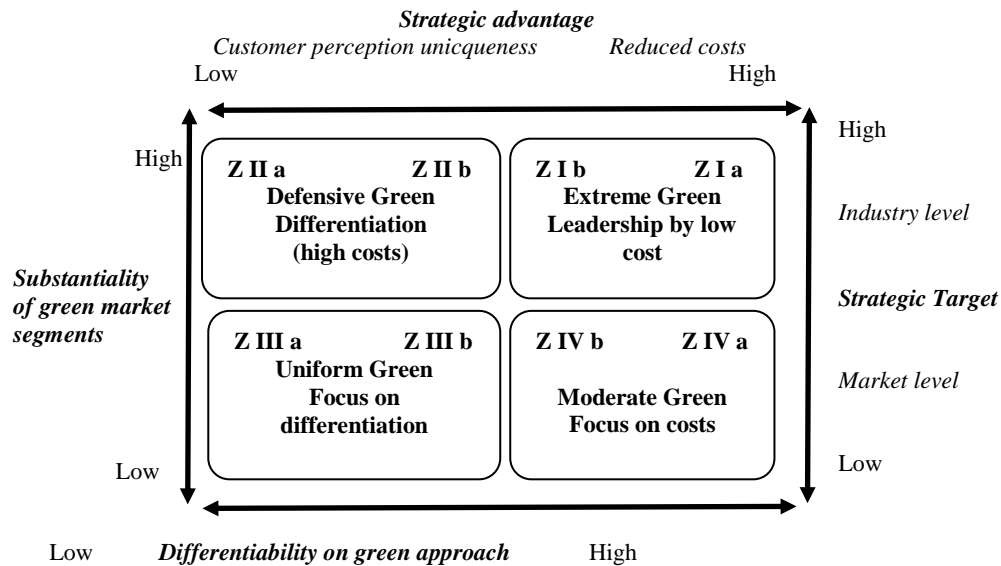 Strategic advantage
Customer perception unicqueness Reduced costs
Low High
High
High
Z II a Z II b
Defensive Green
Differentiation
(high costs)
Z I b Z I a
Extreme Green
Leadership by low
cost
Industry level
Substantiality
of green market
segments
Strategic Target
Z III a Z III b
Uniform Green
Focus on
differentiation
Z IV b Z IV a
Moderate Green
Focus on costs
Market level
Low
Low
Low Differentiability on green approach High